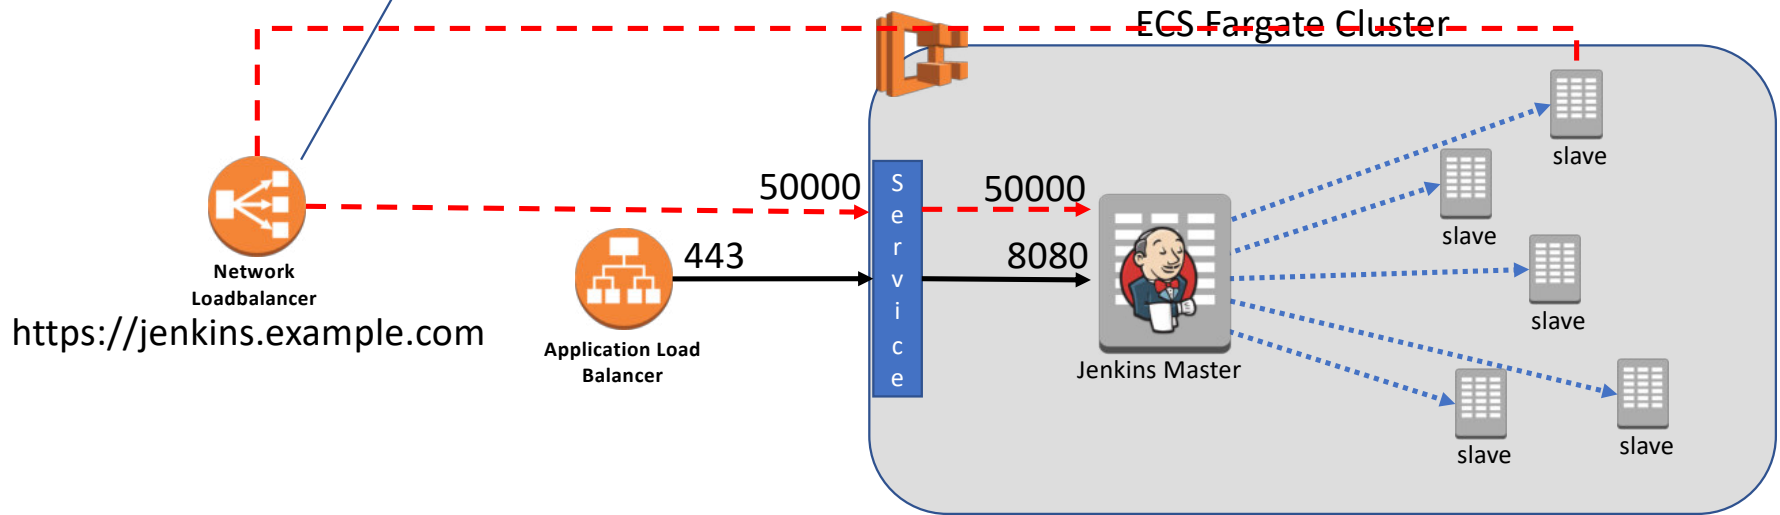 ECS Fargate Cluster
Network
Loadbalancer
https://jenkins.example.com
Application Load
Balancer
50000
443
Service
50000
8080
Jenkins Master
slave
slave
slave
slave
slave